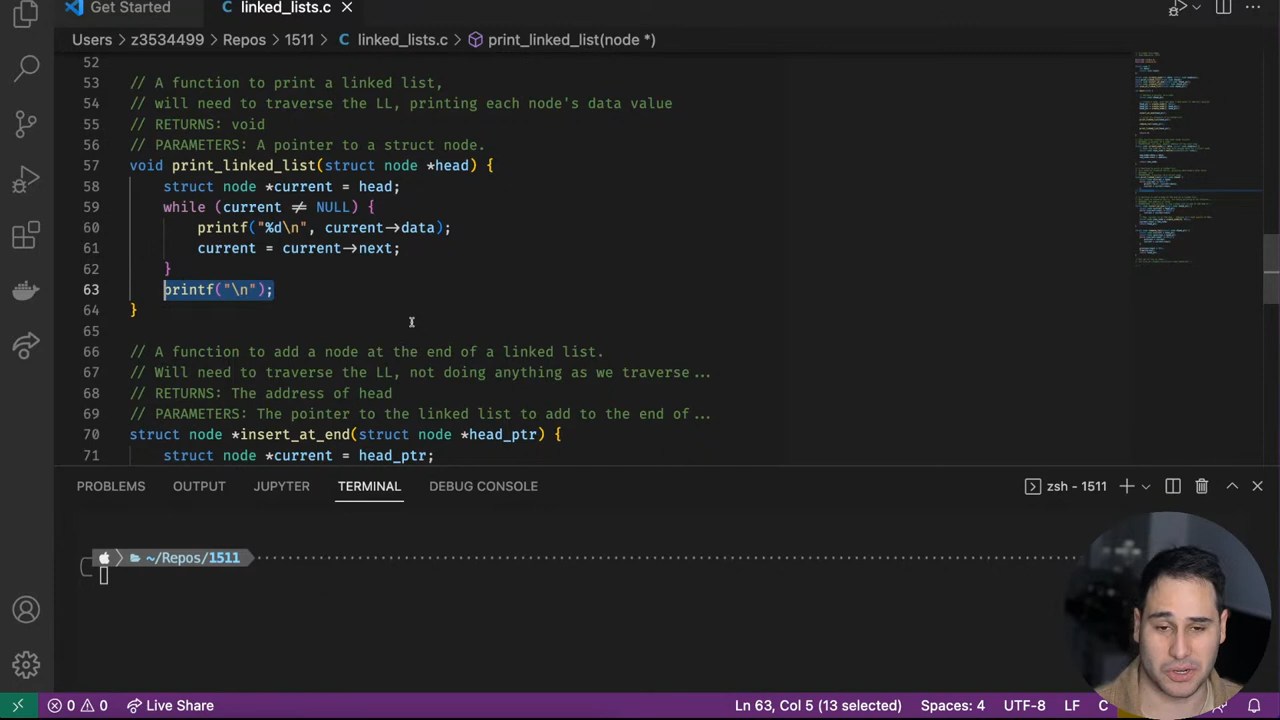 Get Started
linked_lists.c
Users > z3534499 > Repos > 1511 > linked_lists.c > print_linked_list(node *)
52
53 // A function to print a linked list,
54 // will need to traverse the LL, printing each node's data value
55 // RETURNS: void
56 // PARAMETERS: A pointer to a struct node.
57 void print_linked_list(struct node *head) {
58 struct node *current = head;
59 while (current ≠ NULL) {
60 printf("%d\n", current→data);
61 current = current→next;
62 }
63 printf("\n");
64 }
65
66 // A function to add a node at the end of a linked list.
67 // Will need to traverse the LL, not doing anything as we traverse...
68 // RETURNS: The address of head
69 // PARAMETERS: The pointer to the linked list to add to the end of...
70 struct node *insert_at_end(struct node *head_ptr) {
71 struct node *current = head_ptr;
PROBLEMS OUTPUT JUPYTER TERMINAL DEBUG CONSOLE zsh - 1511
~/Repos/1511
0 0 Live Share Ln 63, Col 5 (13 selected) Spaces: 4 UTF-8 LF C